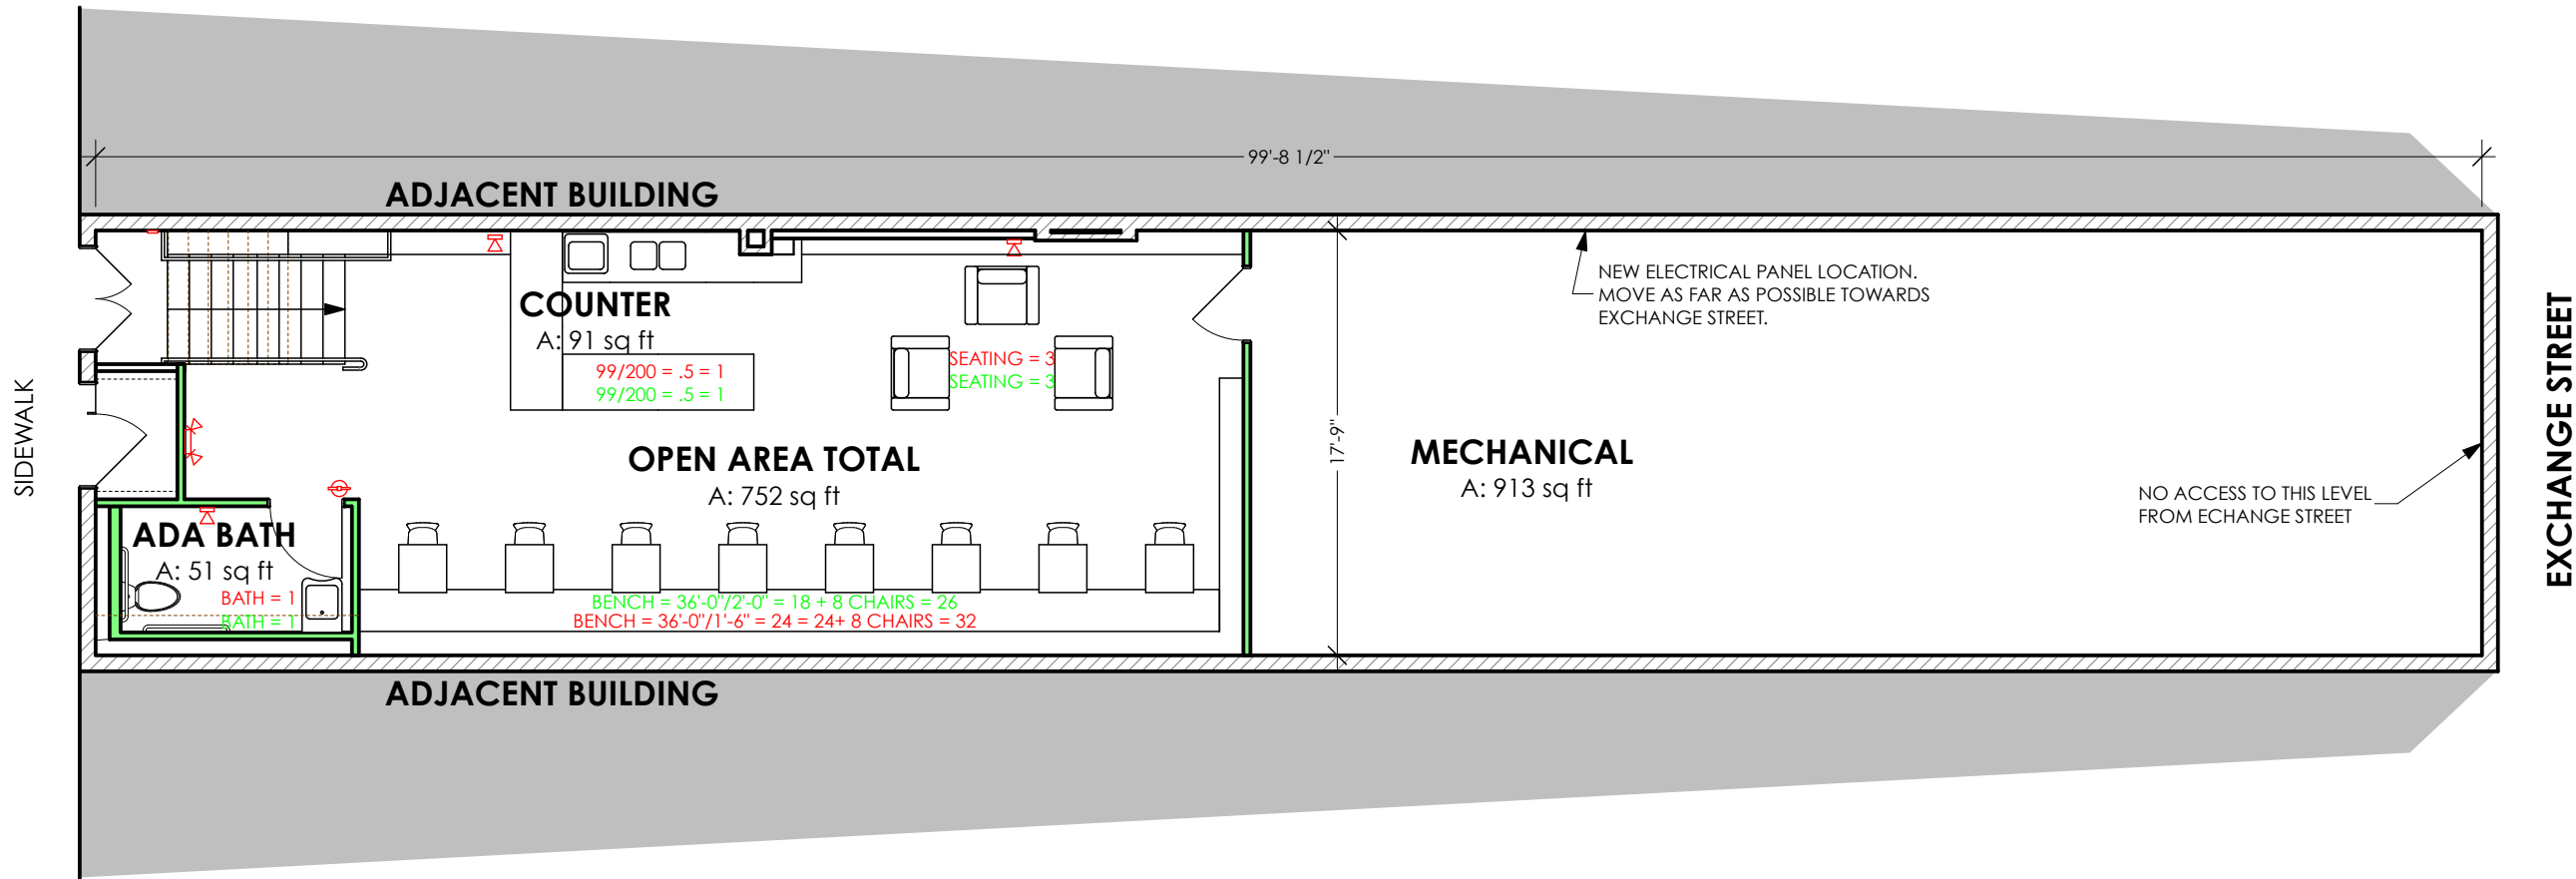 99'-8 1/2"
ADJACENT BUILDING
SIDEWALK
COUNTER
A: 91 sq ft
99/200 = .5 = 1
99/200 = .5 = 1
SEATING = 3
SEATING = 3
NEW ELECTRICAL PANEL LOCATION.
MOVE AS FAR AS POSSIBLE TOWARDS
EXCHANGE STREET.
OPEN AREA TOTAL
A: 752 sq ft
17'-9"
MECHANICAL
A: 913 sq ft
NO ACCESS TO THIS LEVEL
FROM ECHANGE STREET
EXCHANGE STREET
ADA BATH
A: 51 sq ft
BATH = 1
BATH = 1
BENCH = 36'-0"/2'-0" = 18 + 8 CHAIRS = 26
BENCH = 36'-0"/1'-6" = 24 = 24+ 8 CHAIRS = 32
ADJACENT BUILDING